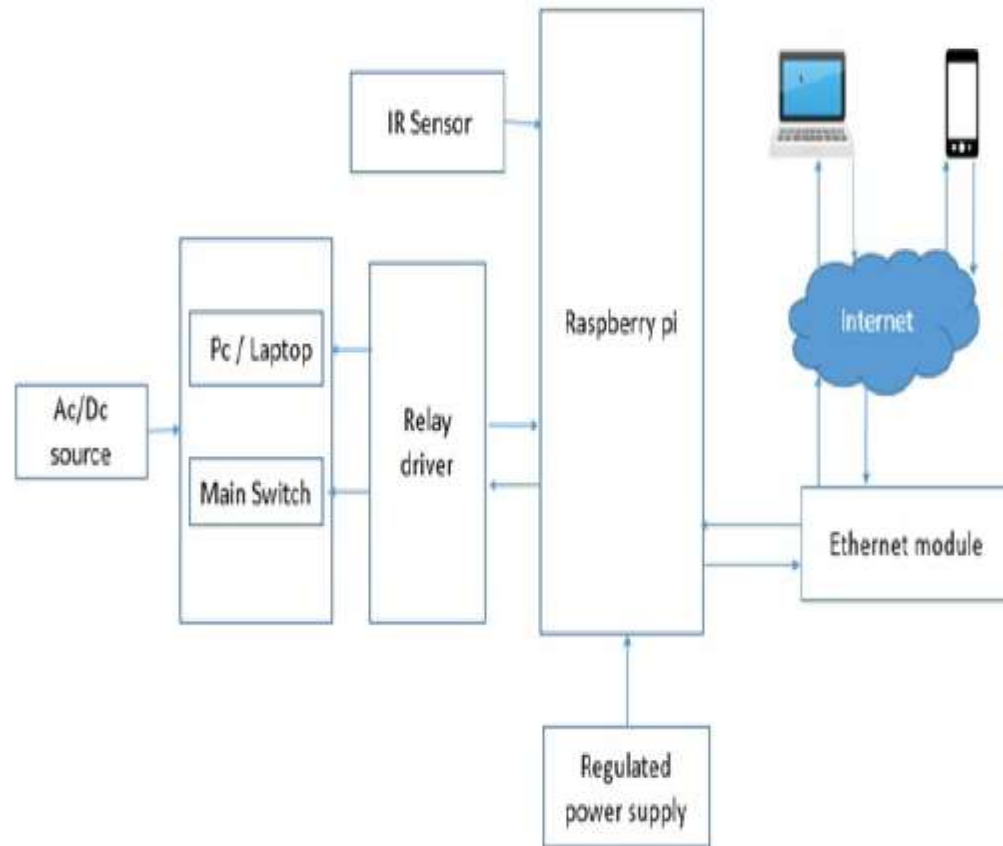 IR Sensor
Raspberry pi
Internet
Pc / Laptop
Main Switch
Ac/Dc
source
Relay
driver
Ethernet module
Regulated
power supply